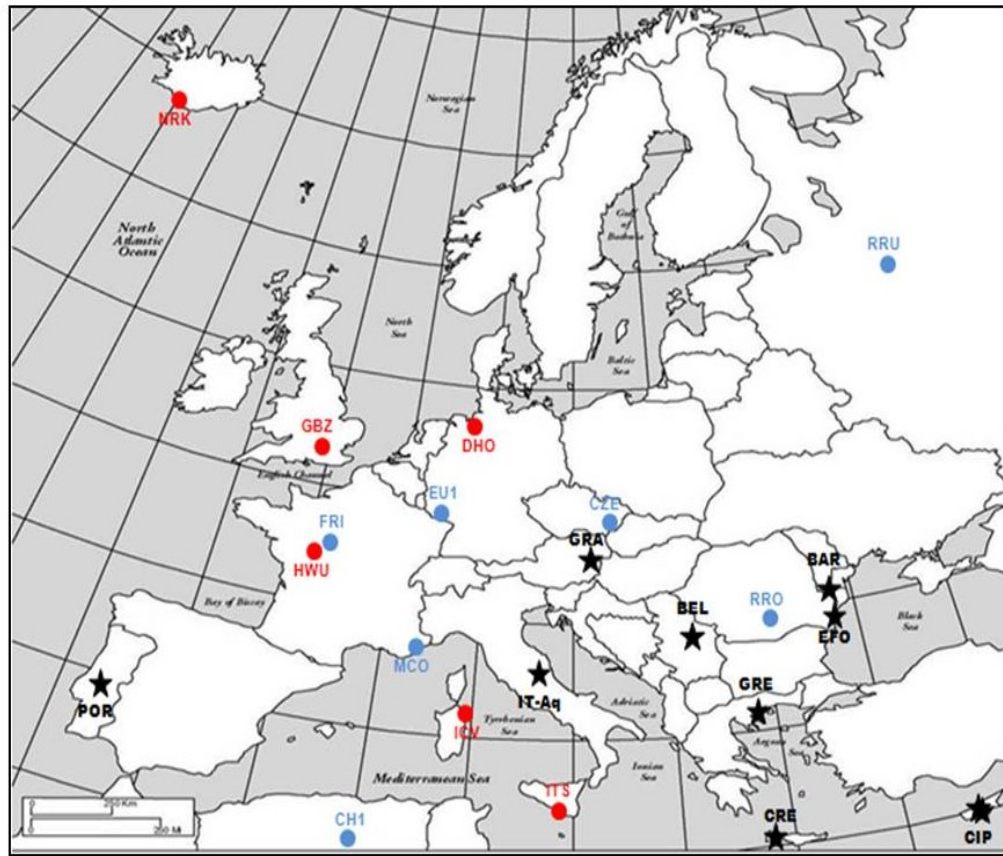 NRK
Norwegian
Sea
North
Atlantic
Ocean
Gulf
of
Bothnia
RRU
North
Sea
Baltic
Sea
GBZ
DHO
English Channel
EU1
CZE
FRI
GRA
HWU
BAR
Bay of Biscay
BEL
RRO
Black
Sea
EFO
MCO
GRE
POR
IT-Aq
Adriatic
Sea
ICV
Tyrrhenian
Sea
Aegean
Sea
Ionian
Sea
Mediterranean Sea
ITS
0 250 Km
0 250 Mi
CH1
CRE
CIP